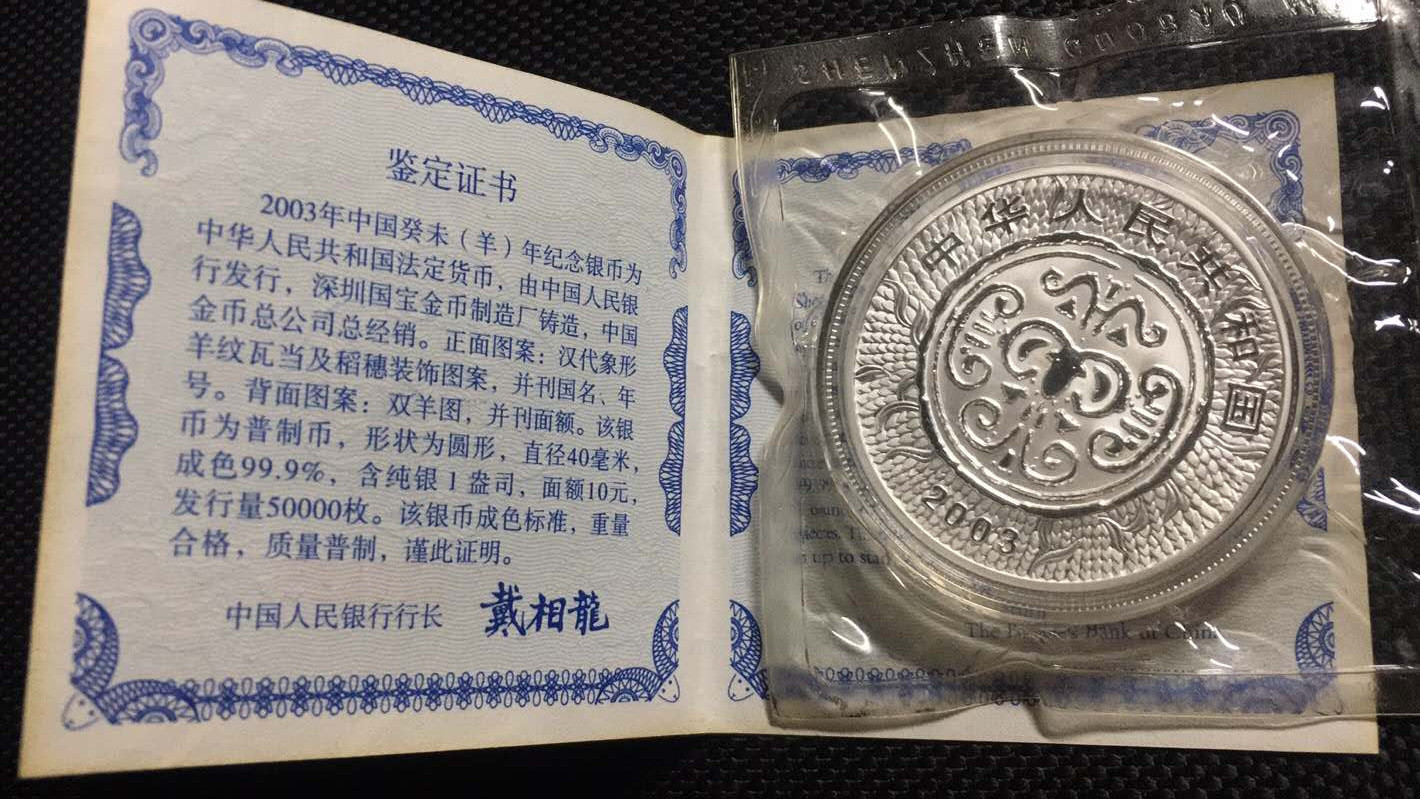 鉴定证书
2003年中国癸未（羊）年纪念银币为
中华人民共和国法定货币，由中国人民银
行发行，深圳国宝金币制造厂铸造，中国
金币总公司总经销。正面图案：汉代象形
羊纹瓦当及稻穗装饰图案，并刊国名、年
号。背面图案：双羊图，并刊面额。该银
币为普制币，形状为圆形，直径40毫米，
成色99.9%，含纯银1盎司，面额10元，
发行量50000枚。该银币成色标准，重量
合格，质量普制，谨此证明。
中国人民银行行长 戴相龍
SHENZHEN GUOBAO
中华人民共和国
2003
up to
The People's Bank of China